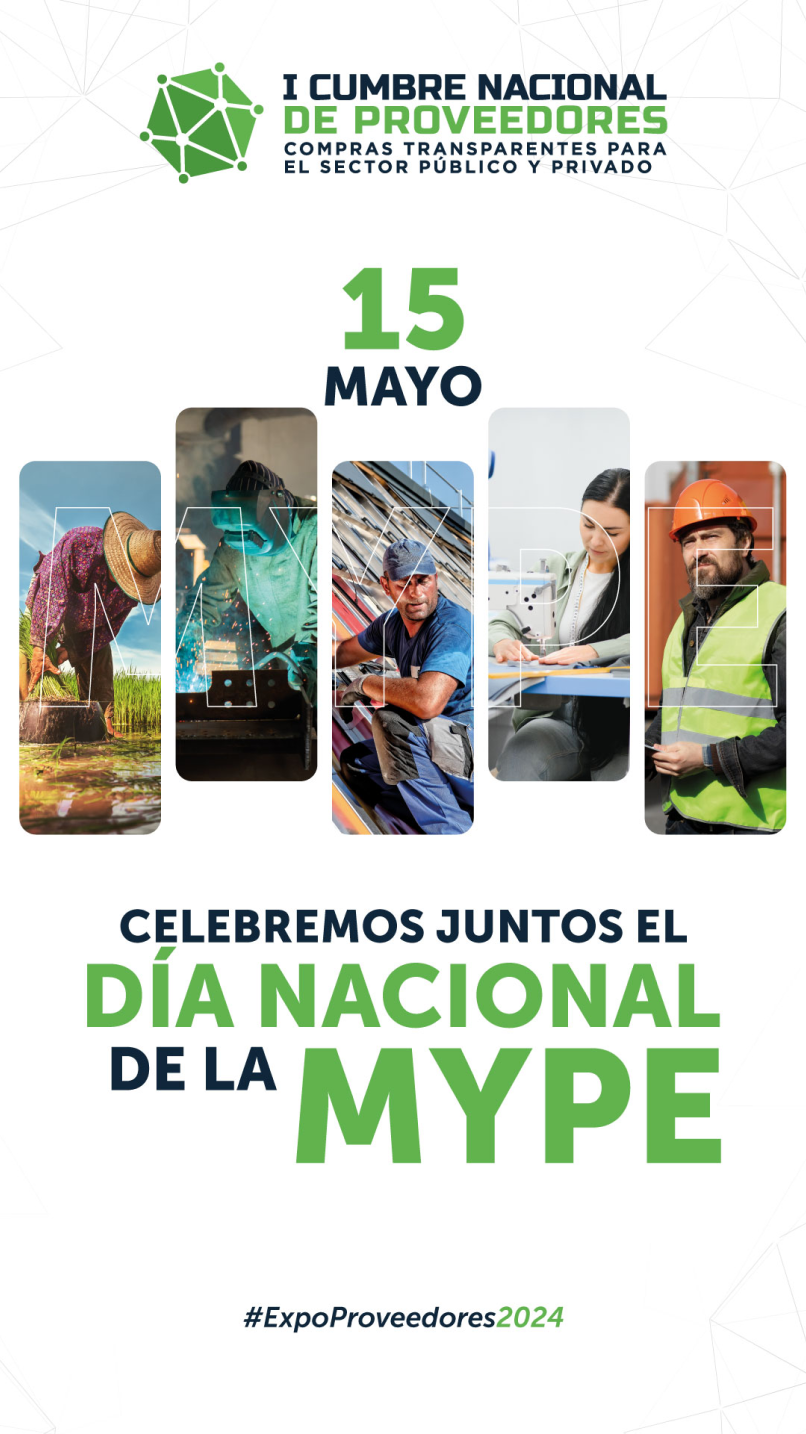 I CUMBRE NACIONAL
DE PROVEEDORES
COMPRAS TRANSPARENTES PARA
EL SECTOR PÚBLICO Y PRIVADO
15
MAYO
MYPE
CELEBREMOS JUNTOS EL
DÍA NACIONAL
DE LA MYPE
#ExpoProveedores2024